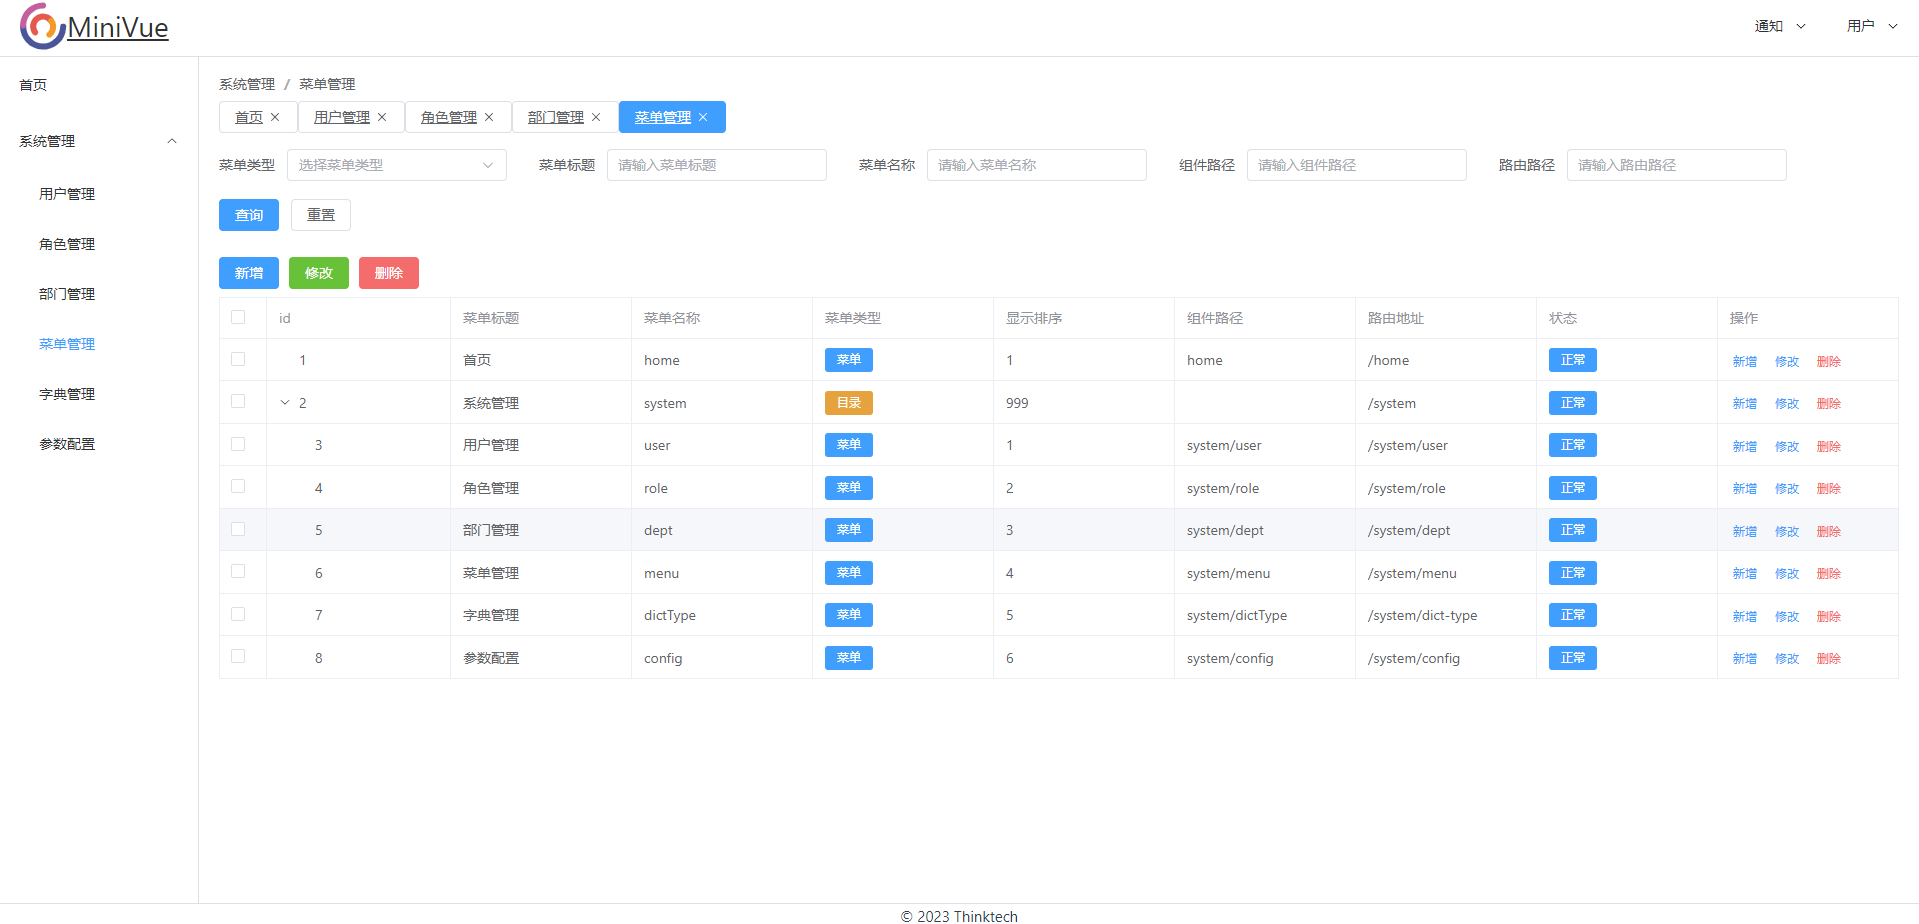 MiniVue
通知
用户
首页
系统管理
用户管理
角色管理
部门管理
菜单管理
字典管理
参数配置
系统管理 / 菜单管理
首页 用户管理 角色管理 部门管理 菜单管理
菜单类型 选择菜单类型 菜单标题 请输入菜单标题 菜单名称 请输入菜单名称 组件路径 请输入组件路径 路由路径 请输入路由路径
查询 重置
新增 修改 删除
id 菜单标题 菜单名称 菜单类型 显示排序 组件路径 路由地址 状态 操作
1 首页 home 菜单 1 home /home 正常 新增 修改 删除
2 系统管理 system 目录 999 /system 正常 新增 修改 删除
3 用户管理 user 菜单 1 system/user /system/user 正常 新增 修改 删除
4 角色管理 role 菜单 2 system/role /system/role 正常 新增 修改 删除
5 部门管理 dept 菜单 3 system/dept /system/dept 正常 新增 修改 删除
6 菜单管理 menu 菜单 4 system/menu /system/menu 正常 新增 修改 删除
7 字典管理 dictType 菜单 5 system/dictType /system/dict-type 正常 新增 修改 删除
8 参数配置 config 菜单 6 system/config /system/config 正常 新增 修改 删除
© 2023 Thinktech